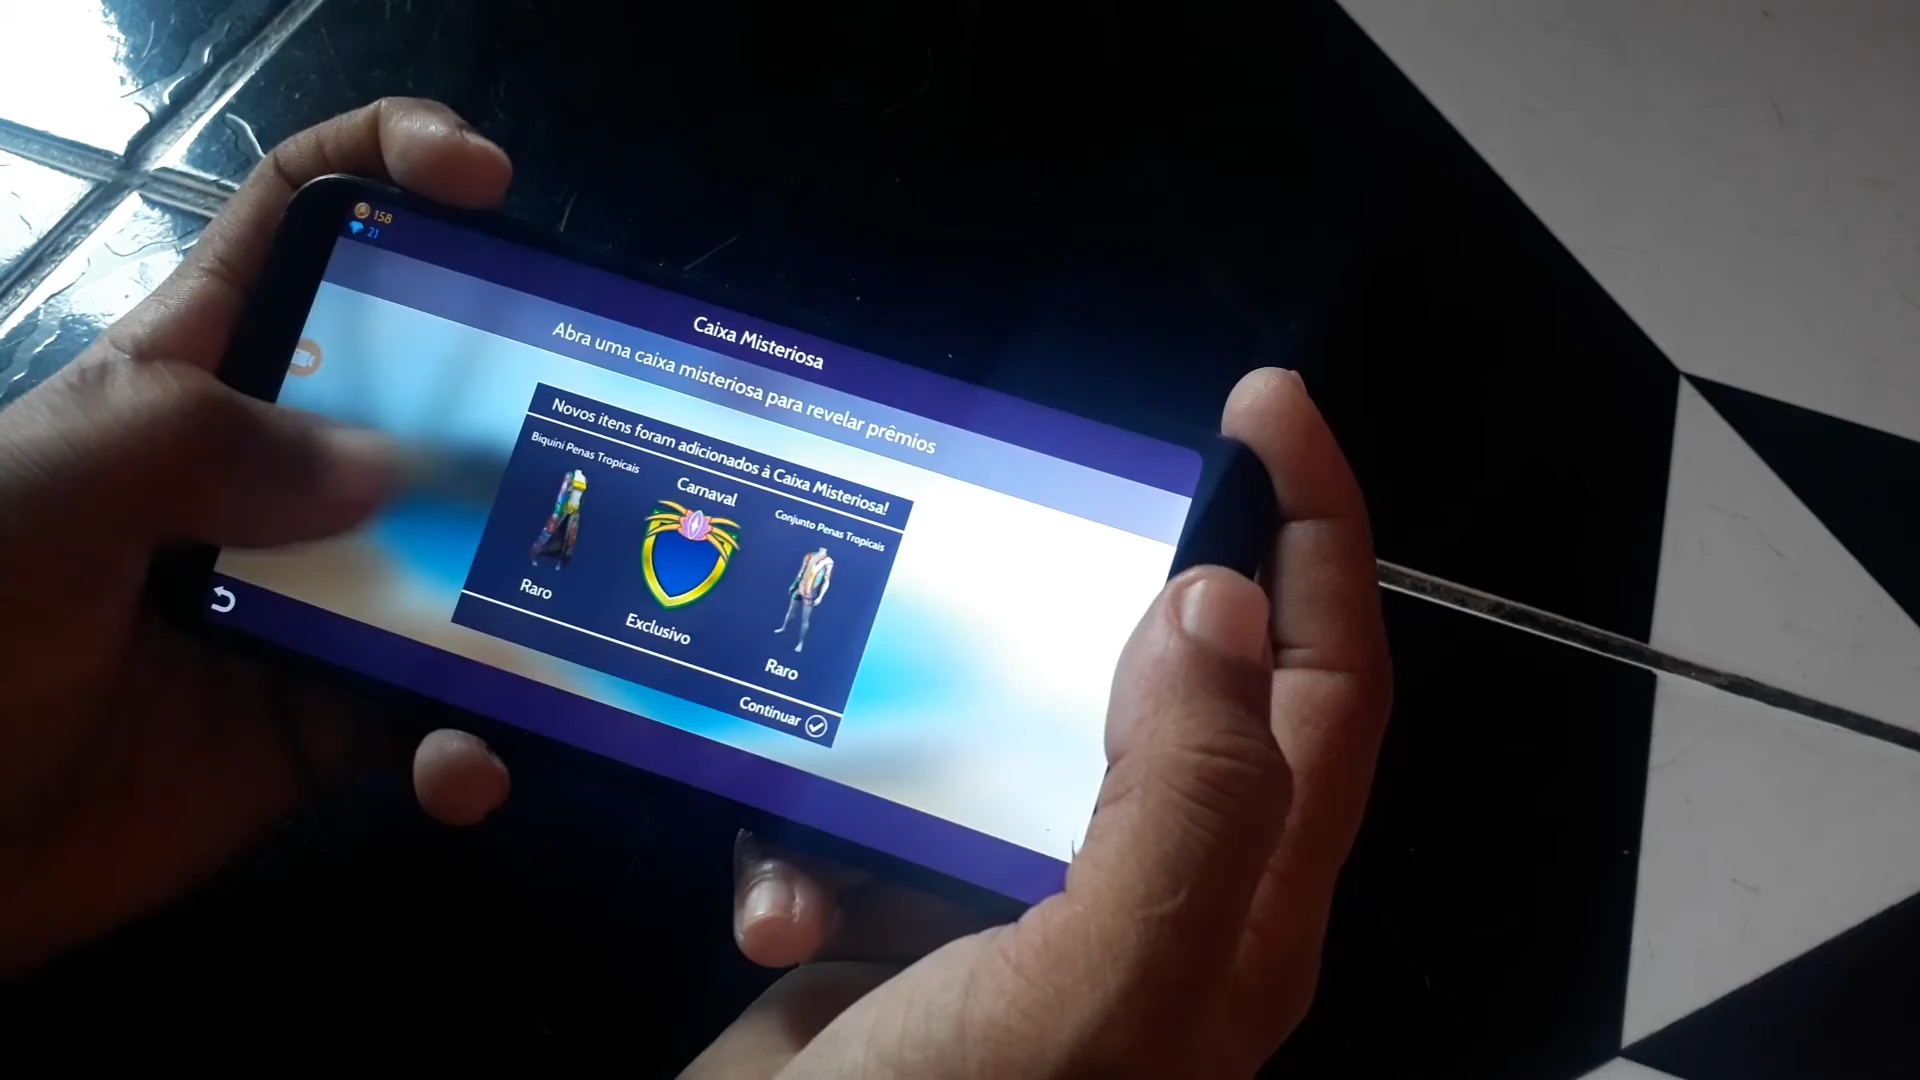 158
21
Caixa Misteriosa
Abra uma caixa misteriosa para revelar prêmios
Novos itens foram adicionados à Caixa Misteriosa!
Biquini Penas Tropicais
Raro
Carnaval
Exclusivo
Conjunto Penas Tropicais
Raro
Continuar